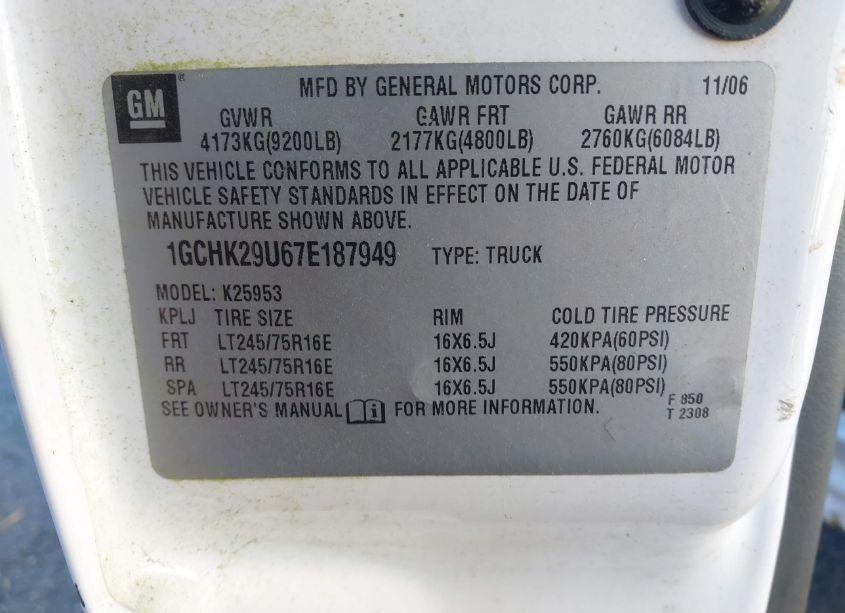 GM
MFD BY GENERAL MOTORS CORP. 11/06
GVWR GAWR FRT GAWR RR
4173KG(9200LB) 2177KG(4800LB) 2760KG(6084LB)
THIS VEHICLE CONFORMS TO ALL APPLICABLE U.S. FEDERAL MOTOR
VEHICLE SAFETY STANDARDS IN EFFECT ON THE DATE OF
MANUFACTURE SHOWN ABOVE.
1GCHK29U67E187949 TYPE: TRUCK
MODEL: K25953
KPLJ TIRE SIZE RIM COLD TIRE PRESSURE
FRT LT245/75R16E 16X6.5J 420KPA(60PSI)
RR LT245/75R16E 16X6.5J 550KPA(80PSI)
SPA LT245/75R16E 16X6.5J 550KPA(80PSI)
SEE OWNER'S MANUAL FOR MORE INFORMATION.
F 850
T 2308